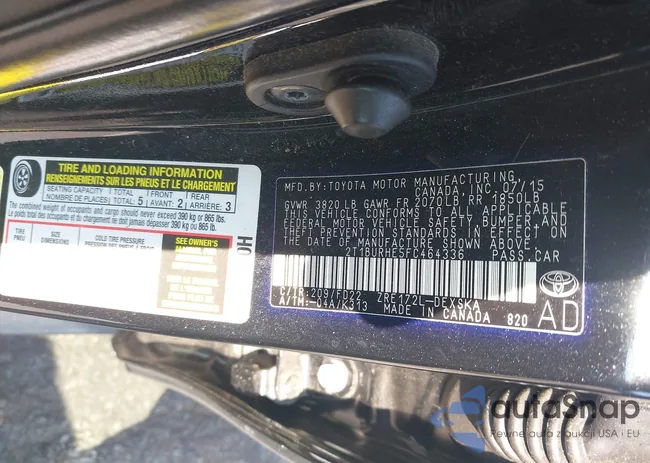 TIRE AND LOADING INFORMATION
RENSEIGNEMENTS SUR LES PNEUS ET LE CHARGEMENT
SEATING CAPACITY TOTAL 5 FRONT AVANT 2 REAR ARRIÈRE 3
NOMBRE DE PLACES
The combined weight of occupants and cargo should never exceed 390 kg or 865 lbs.
Le poids total des occupants et du chargement ne doit jamais dépasser 390 kg ou 865 lb.
TIRE SIZE COLD TIRE PRESSURE
PNEU DIMENSIONS
SEE OWNER'S
MFD. BY: TOYOTA MOTOR MANUFACTURING
CANADA, INC. 07/15
GVWR 3820 LB GAWR FR 2070LB RR 1850LB
THIS VEHICLE CONFORMS TO ALL APPLICABLE
FEDERAL MOTOR VEHICLE SAFETY, BUMPER, AND
THEFT PREVENTION STANDARDS IN EFFECT ON
THE DATE OF MANUFACTURE SHOWN ABOVE.
2T1BURHE5FC464336 PASS. CAR
C/TR: 209/FD22 ZRE172L-DEXSKA
A/TM: -04A/K313 MADE IN CANADA 820
AD
autoSnap
Pewne auta z aukcji USA i EU